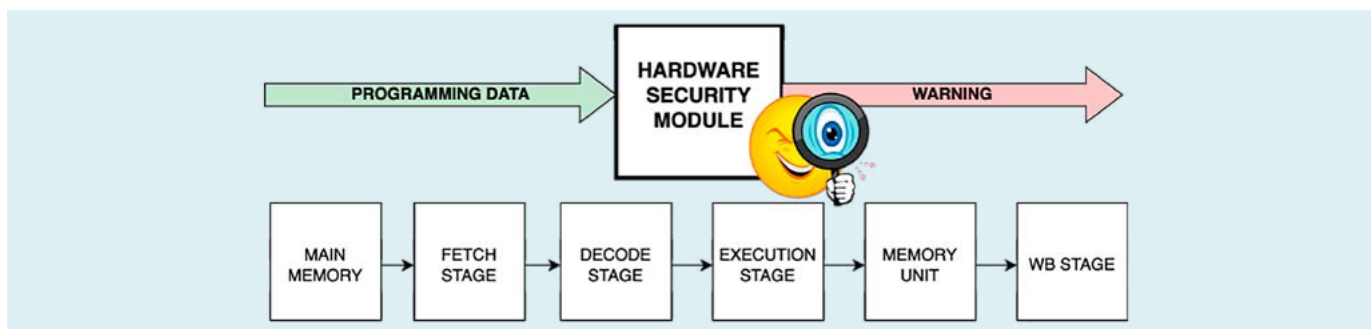 PROGRAMMING DATA
HARDWARE
SECURITY
MODULE
WARNING
MAIN
MEMORY
FETCH
STAGE
DECODE
STAGE
EXECUTION
STAGE
MEMORY
UNIT
WB STAGE